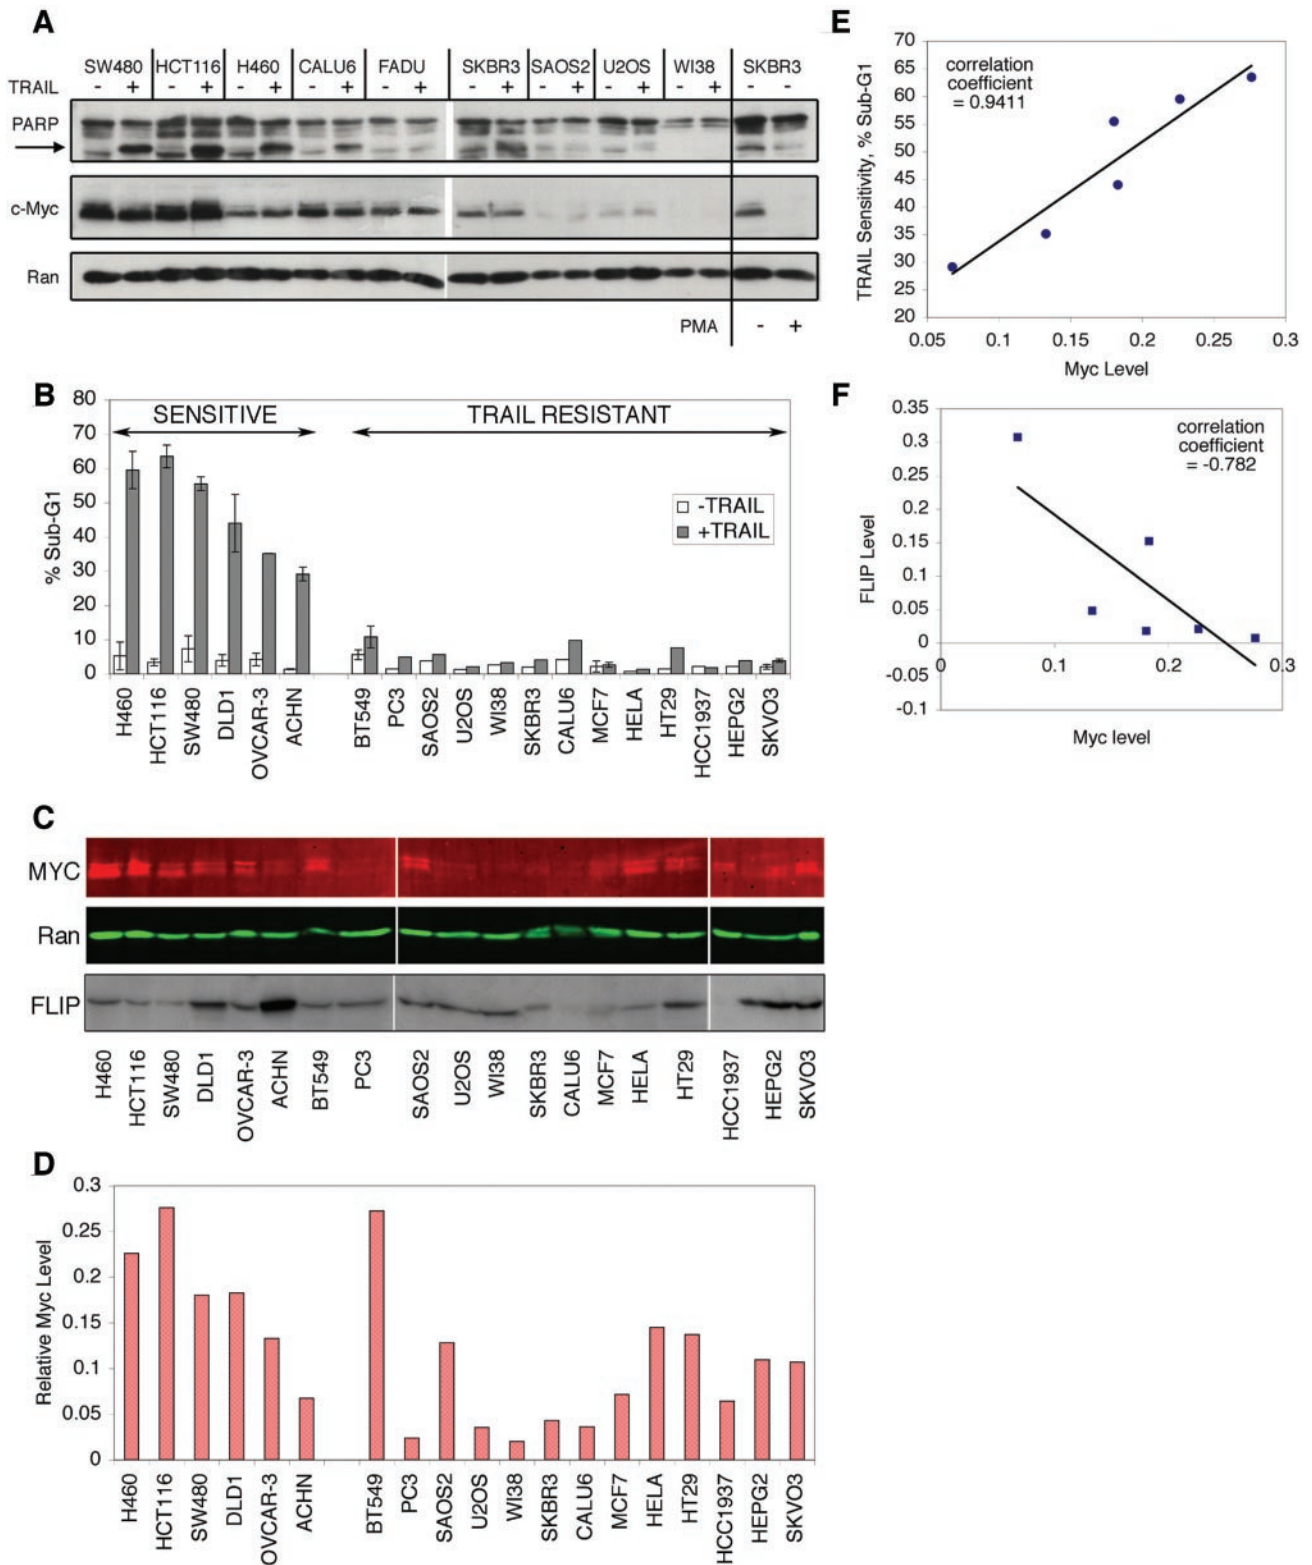 A
SW480 HCT116 H460 CALU6 FADU SKBR3 SAOS2 U2OS WI38 SKBR3
TRAIL - + - + - + - + - + - + - + - + - +
PARP
c-Myc
Ran
PMA - +
B
80
70
60
50
40
30
20
10
0
% Sub-G1
SENSITIVE TRAIL RESISTANT
-TRAIL
+TRAIL
H460 HCT116 SW480 DLD1 OVCAR-3 ACHN BT549 PC3 SAOS2 U2OS WI38 SKBR3 CALU6 MCF7 HELA HT29 HCC1937 HEPG2 SKVO3
C
MYC
Ran
FLIP
H460 HCT116 SW480 DLD1 OVCAR-3 ACHN BT549 PC3 SAOS2 U2OS WI38 SKBR3 CALU6 MCF7 HELA HT29 HCC1937 HEPG2 SKVO3
D
0.3
0.25
0.2
0.15
0.1
0.05
0
Relative Myc Level
H460 HCT116 SW480 DLD1 OVCAR-3 ACHN BT549 PC3 SAOS2 U2OS WI38 SKBR3 CALU6 MCF7 HELA HT29 HCC1937 HEPG2 SKVO3
E
70
65
60
55
50
45
40
35
30
25
20
TRAIL Sensitivity, % Sub-G1
correlation
coefficient
= 0.9411
0.05 0.1 0.15 0.2 0.25 0.3
Myc Level
F
0.35
0.3
0.25
0.2
0.15
0.1
0.05
0
-0.05
-0.1
FLIP Level
correlation
coefficient
= -0.782
0 0.1 0.2 0.3
Myc level